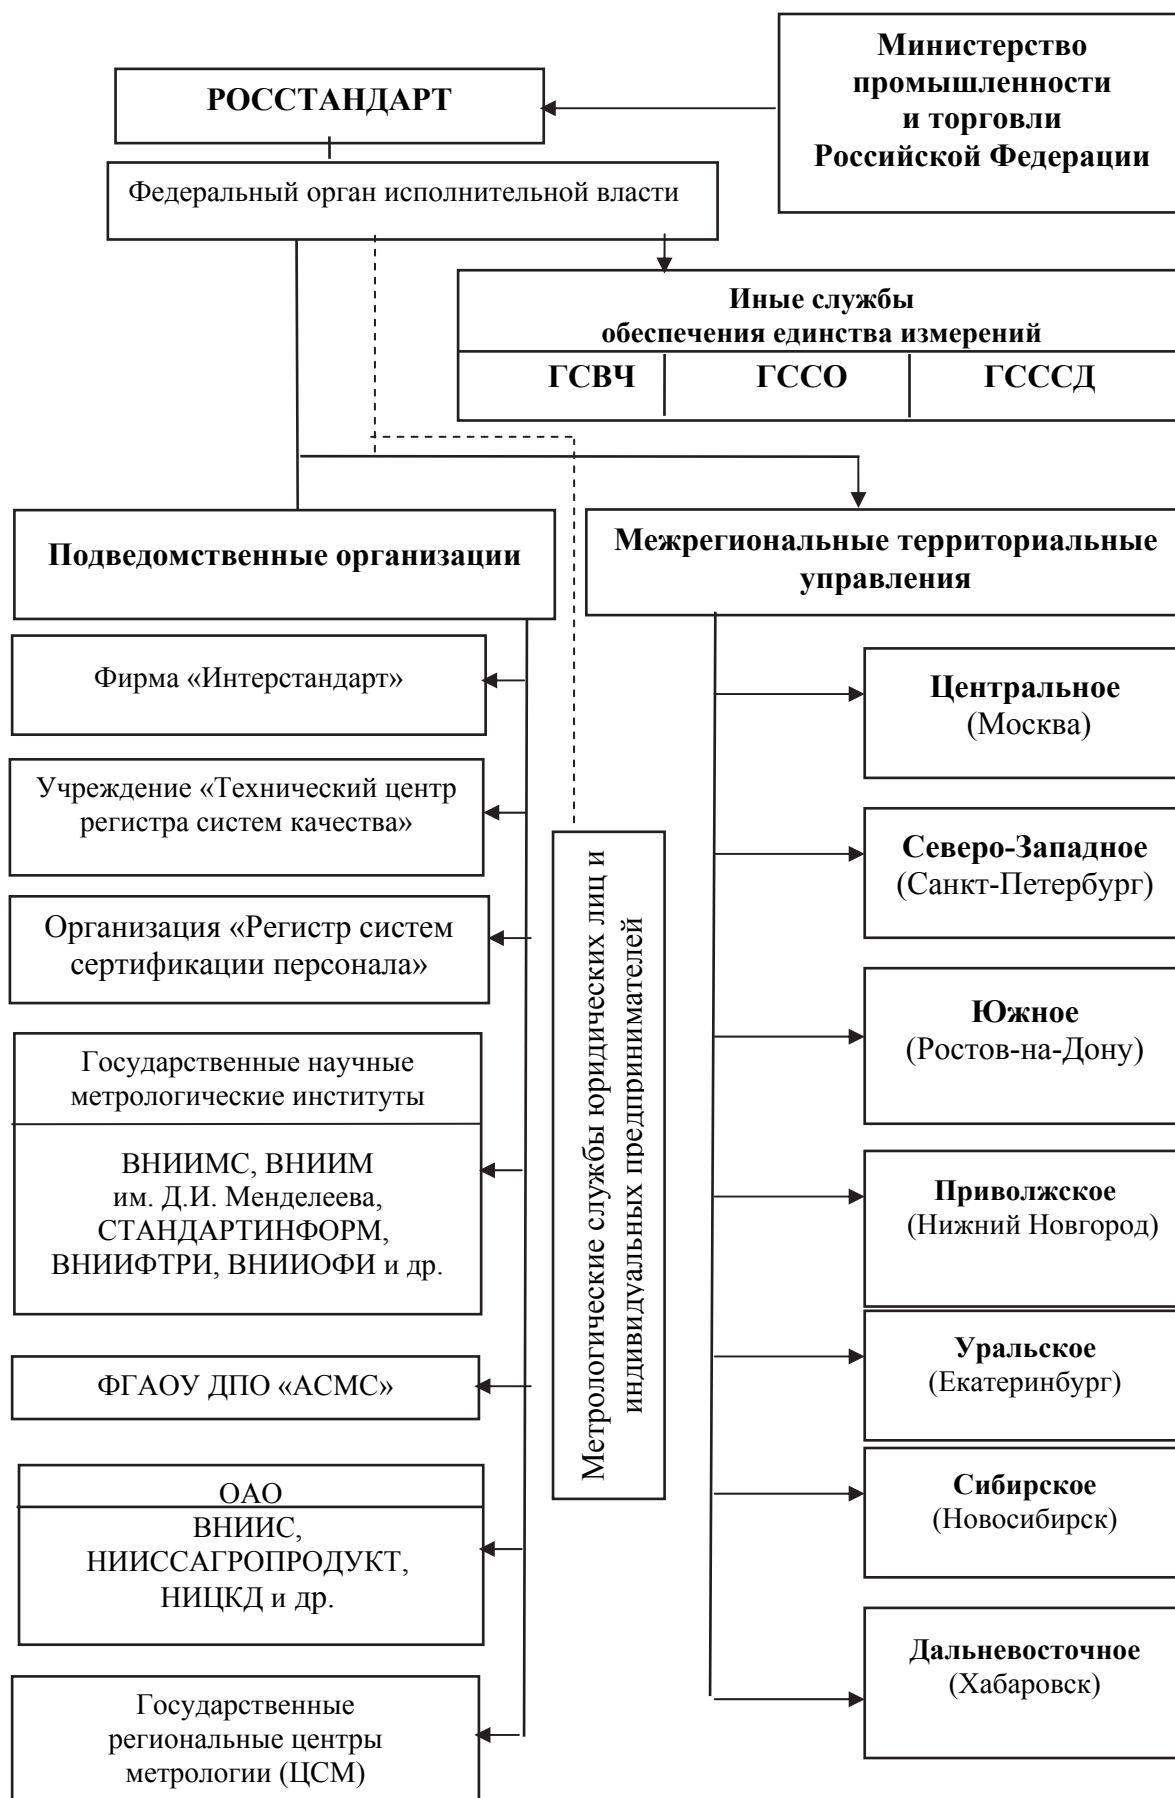 Министерство
промышленности
и торговли
Российской Федерации
РОССТАНДАРТ
Федеральный орган исполнительной власти
Иные службы
обеспечения единства измерений
ГСВЧ
ГССО
ГСССД
Подведомственные организации
Межрегиональные территориальные
управления
Фирма «Интерстандарт»
Учреждение «Технический центр
регистра систем качества»
Организация «Регистр систем
сертификации персонала»
Государственные научные
метрологические институты
ВНИИМС, ВНИИМ
им. Д.И. Менделеева,
СТАНДАРТИНФОРМ,
ВНИИФТРИ, ВНИИОФИ и др.
ФГАОУ ДПО «АСМС»
ОАО
ВНИИС,
НИИССАГРОПРОДУКТ,
НИЦКД и др.
Государственные
региональные центры
метрологии (ЦСМ)
Метрологические службы юридических лиц и
индивидуальных предпринимателей
Центральное
(Москва)
Северо-Западное
(Санкт-Петербург)
Южное
(Ростов-на-Дону)
Приволжское
(Нижний Новгород)
Уральское
(Екатеринбург)
Сибирское
(Новосибирск)
Дальневосточное
(Хабаровск)